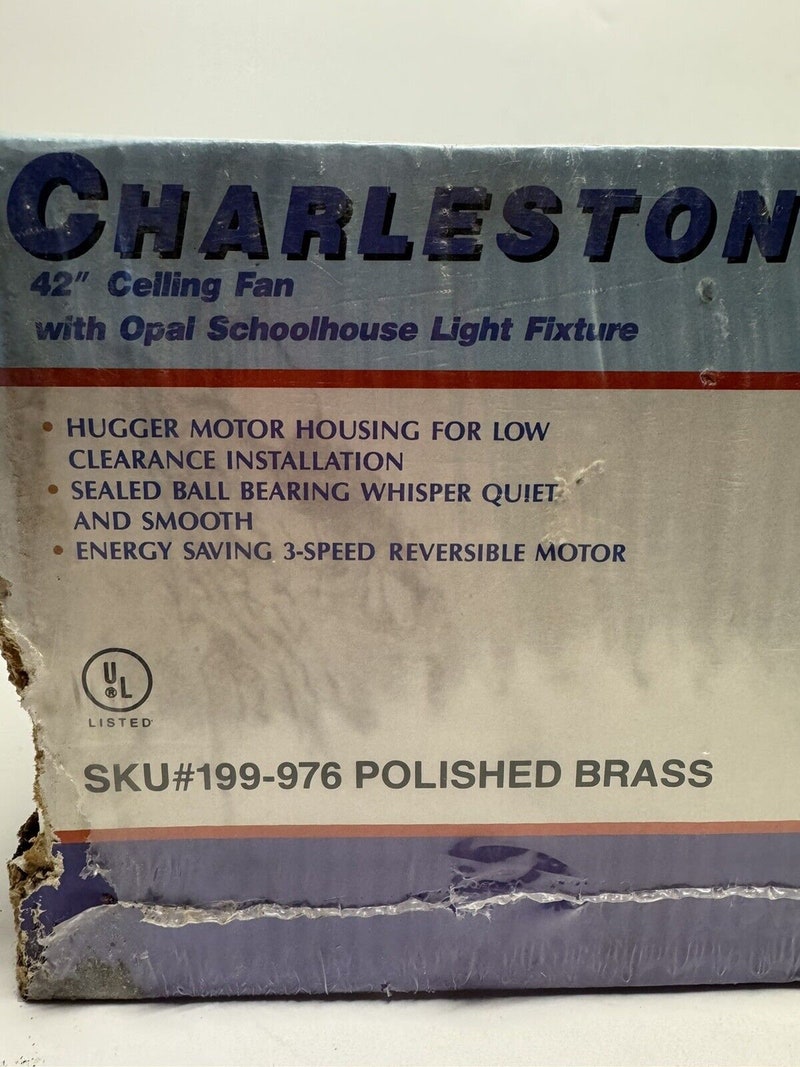 CHARLESTON
42" Ceiling Fan
with Opal Schoolhouse Light Fixture
• HUGGER MOTOR HOUSING FOR LOW
CLEARANCE INSTALLATION
• SEALED BALL BEARING WHISPER QUIET
AND SMOOTH
• ENERGY SAVING 3-SPEED REVERSIBLE MOTOR
UL®
LISTED
SKU#199-976 POLISHED BRASS